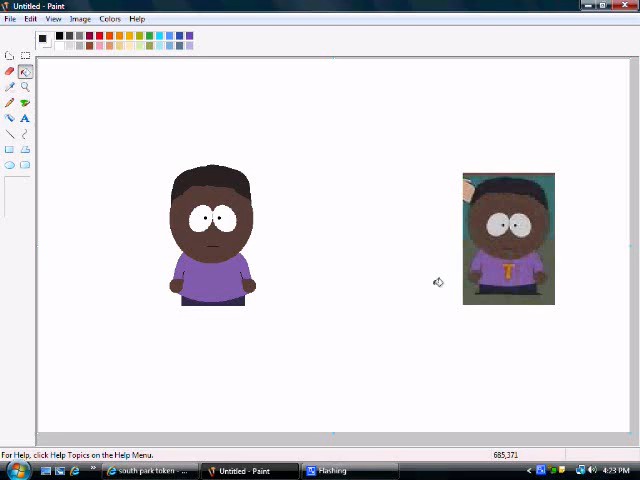 Untitled - Paint
File Edit View Image Colors Help
T
For Help, click Help Topics on the Help Menu.
685,371
south park token - ...
Untitled - Paint
Flashing
4:23 PM